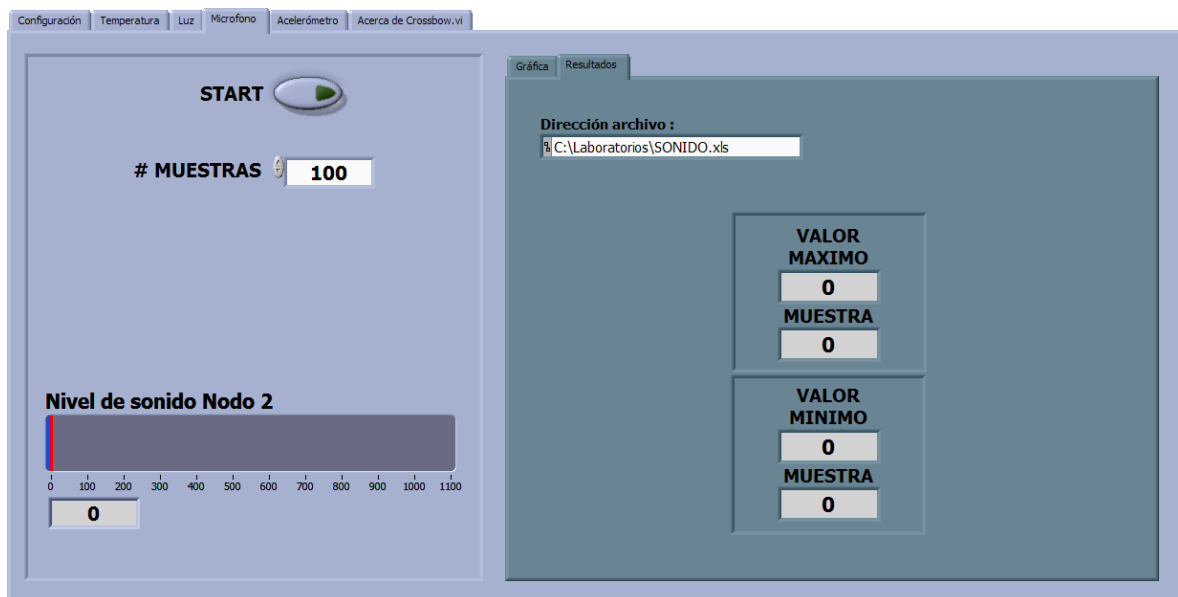 Configuración Temperatura Luz Microfono Acelerómetro Acerca de Crossbow.vi
START
# MUESTRAS 100
Nivel de sonido Nodo 2
0 100 200 300 400 500 600 700 800 900 1000 1100
0
Gráfica Resultados
Dirección archivo :
C:\Laboratorios\SONIDO.xls
VALOR
MAXIMO
0
MUESTRA
0
VALOR
MINIMO
0
MUESTRA
0